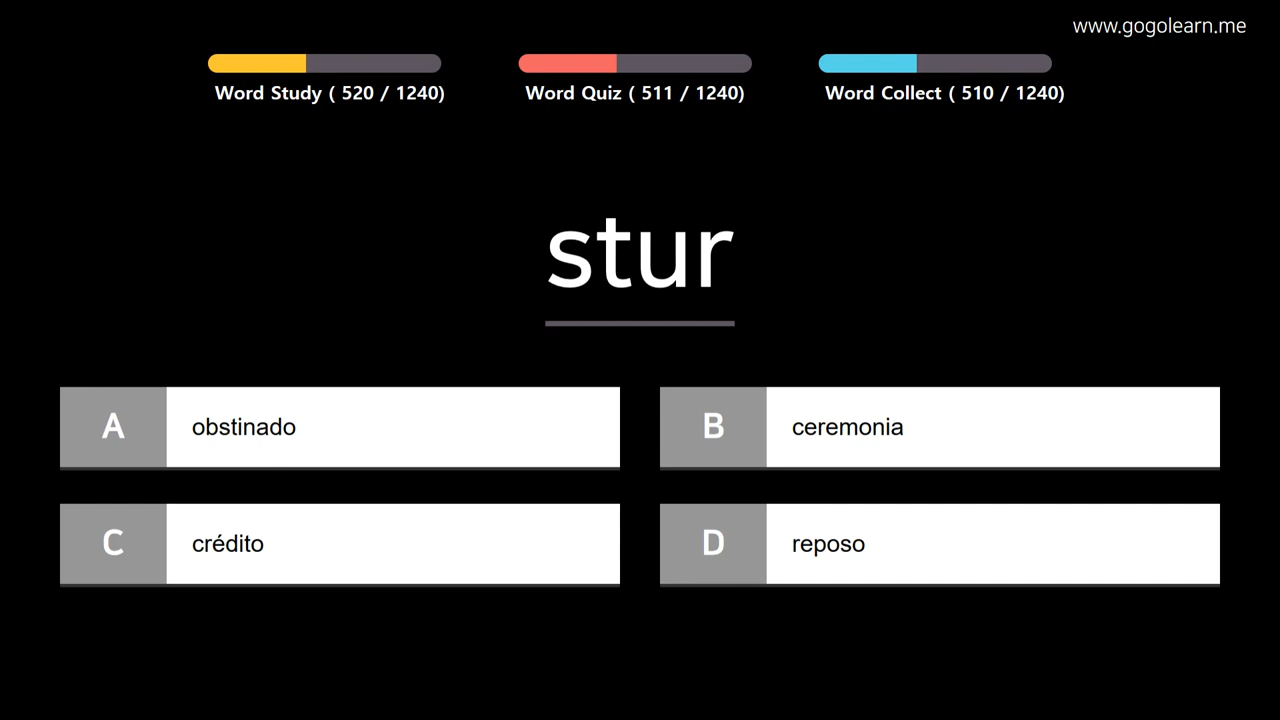 www.gogolearn.me
Word Study ( 520 / 1240)
Word Quiz ( 511 / 1240)
Word Collect ( 510 / 1240)
stur
A obstinado
B ceremonia
C crédito
D reposo